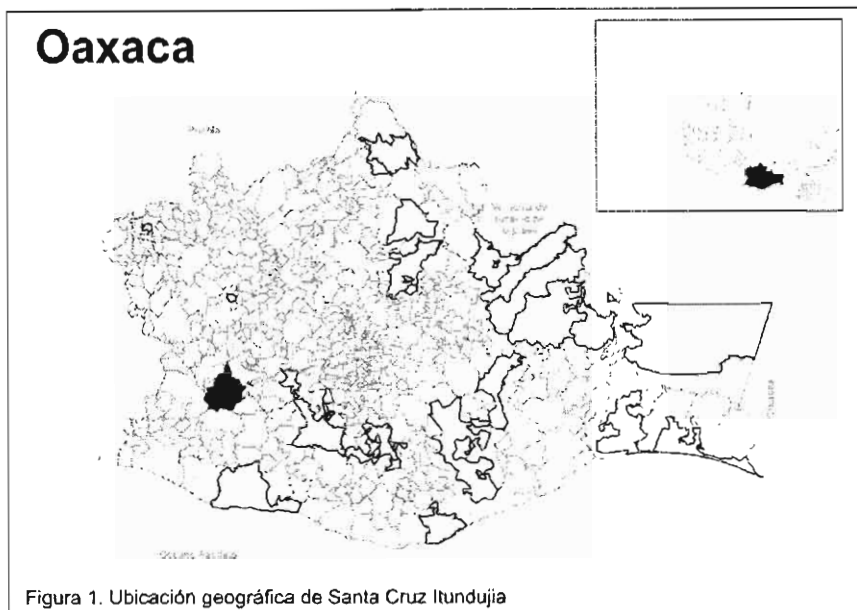 Oaxaca
Puebla
Océano Pacífico
Figura 1. Ubicación geográfica de Santa Cruz Itundujia